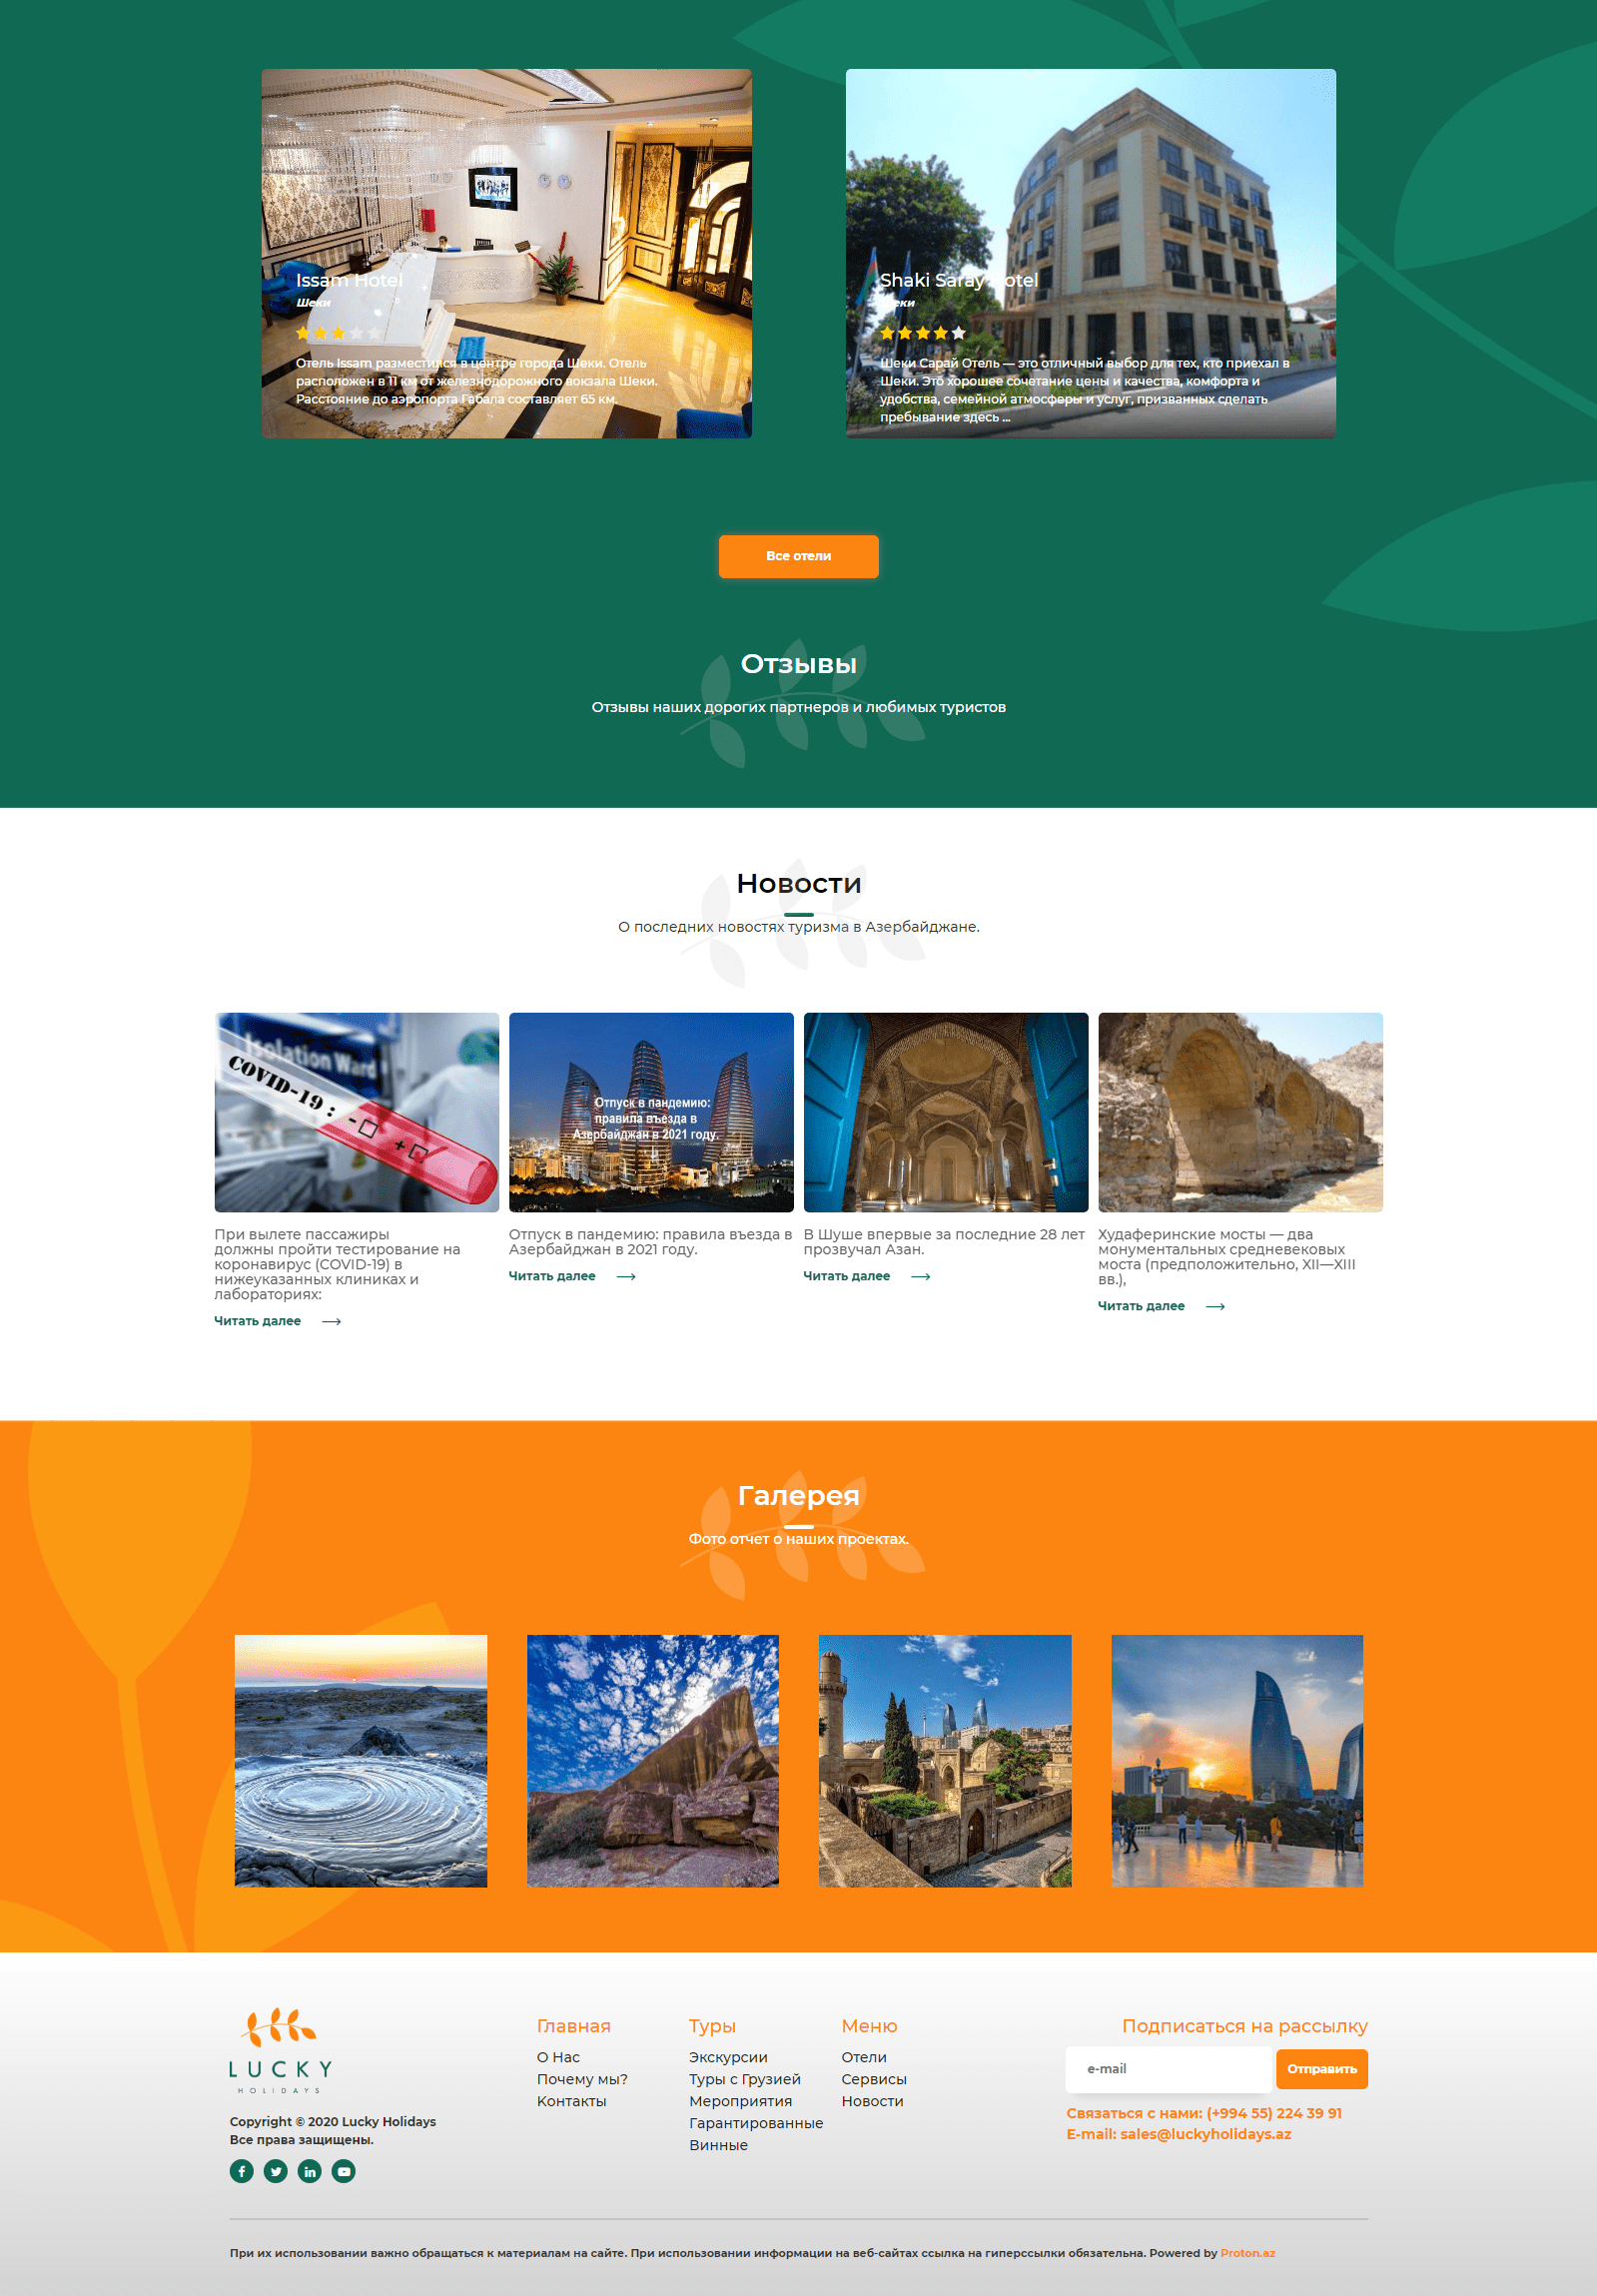 Issam Hotel
Шеки
Отель Issam разместился в центре города Шеки. Отель
расположен в 11 км от железнодорожного вокзала Шеки.
Расстояние до аэропорта Габала составляет 65 км.
...
Shaki Saray Hotel
Шеки
Шеки Сарай Отель — это отличный выбор для тех, кто приехал в
Шеки. Это хорошее сочетание цены и качества, комфорта и
удобства, семейной атмосферы и услуг, призванных сделать
пребывание здесь ...
Все отели
Отзывы
Отзывы наших дорогих партнеров и любимых туристов
Новости
О последних новостях туризма в Азербайджане.
Isolation Ward
COVID-19 : - +
При вылете пассажиры
должны пройти тестирование на
коронавирус (COVID-19) в
нижеуказанных клиниках и
лабораториях:
Читать далее
Отпуск в пандемию:
правила въезда в
Азербайджан в 2021 году.
Отпуск в пандемию: правила въезда в
Азербайджан в 2021 году.
Читать далее
В Шуше впервые за последние 28 лет
прозвучал Азан.
Читать далее
Худаферинские мосты — два
монументальных средневековых
моста (предположительно, XII—XIII
вв.),
Читать далее
Галерея
Фото отчет о наших проектах.
LUCKY
HOLIDAYS
Copyright © 2020 Lucky Holidays
Все права защищены.
Главная
О Нас
Почему мы?
Контакты
Туры
Экскурсии
Туры с Грузией
Мероприятия
Гарантированные
Винные
Меню
Отели
Сервисы
Новости
Подписаться на рассылку
e-mail
Отправить
Связаться с нами: (+994 55) 224 39 91
E-mail: sales@luckyholidays.az
При их использовании важно обращаться к материалам на сайте. При использовании информации на веб-сайтах ссылка на гиперссылки обязательна. Powered by Proton.az